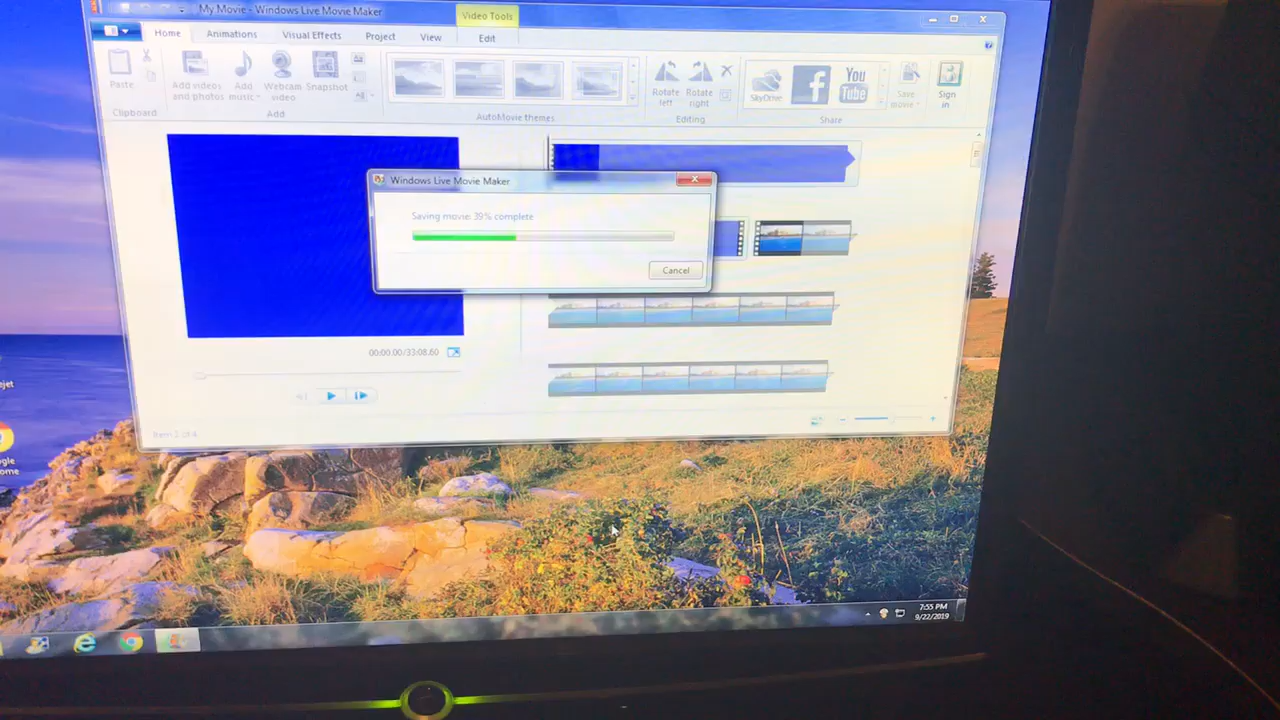 My Movie - Windows Live Movie Maker
Video Tools
Home Animations Visual Effects Project View Edit
Paste
Add videos and photos
Add music
Webcam video
Snapshot
Rotate left
Rotate right
SkyDrive
You Tube
Save movie
Sign in
Clipboard Add AutoMovie themes Editing Share
Windows Live Movie Maker
Saving movie: 39% complete
Cancel
00:00.00/33:08.60
7:55 PM
9/22/2019